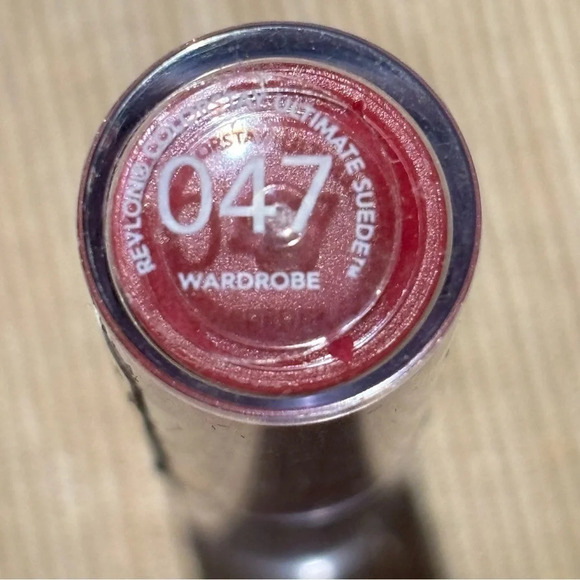 REVLON® COLORSTAY ULTIMATE SUEDE™
047
WARDROBE